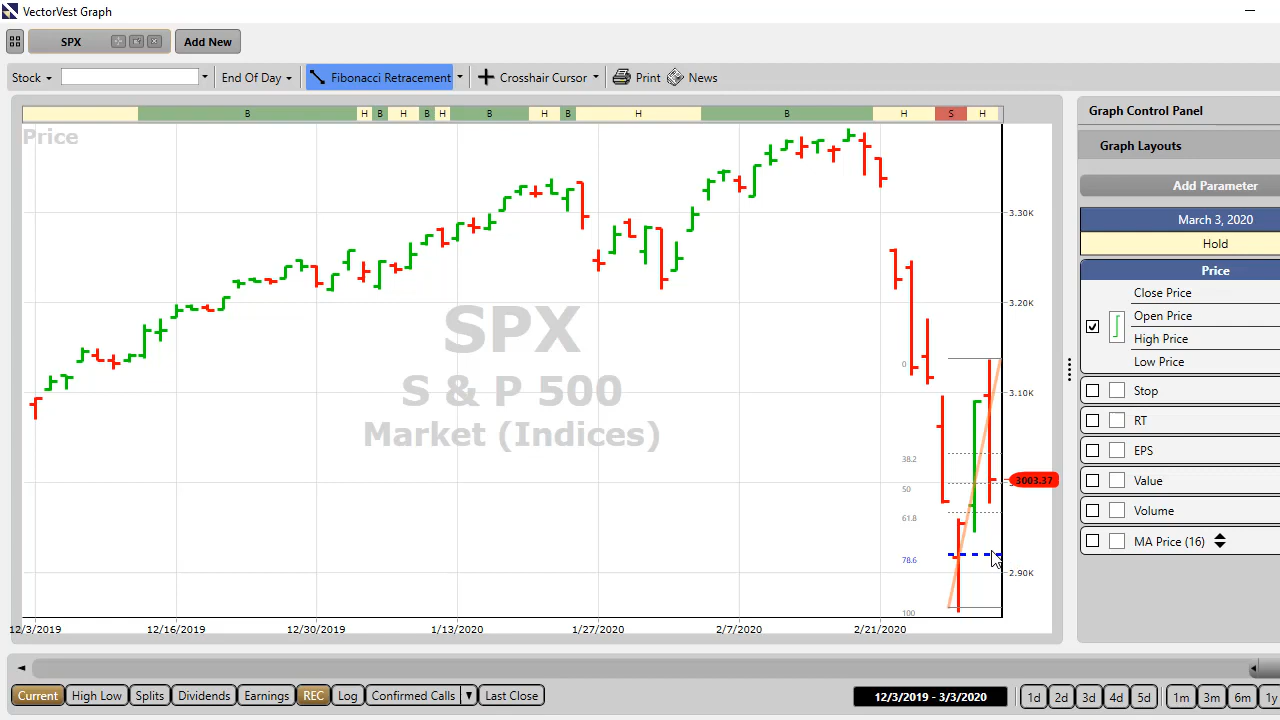 VectorVest Graph
SPX
Add New
Stock
End Of Day
Fibonacci Retracement
Crosshair Cursor
Print
News
B H B H B H B H B H B H S H
Price
SPX
S & P 500
Market (Indices)
3.30K
3.20K
3.10K
3003.37
2.90K
0
38.2
50
61.8
78.6
100
12/3/2019 12/16/2019 12/30/2019 1/13/2020 1/27/2020 2/7/2020 2/21/2020
Graph Control Panel
Graph Layouts
Add Parameter
March 3, 2020
Hold
Price
Close Price
Open Price
High Price
Low Price
Stop
RT
EPS
Value
Volume
MA Price (16)
Current High Low Splits Dividends Earnings REC Log Confirmed Calls Last Close 12/3/2019 - 3/3/2020 1d 2d 3d 4d 5d 1m 3m 6m 1y